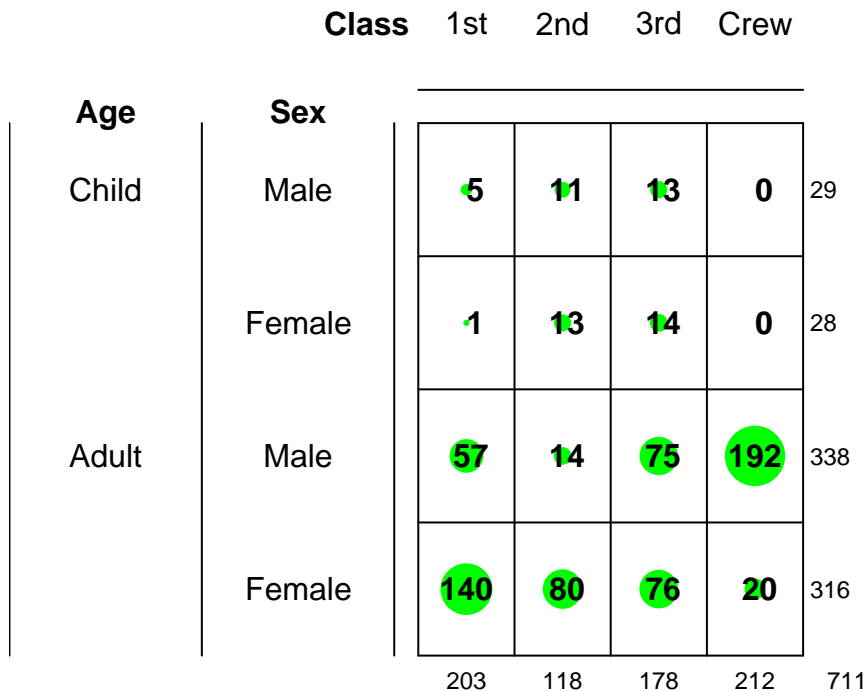 Class 1st 2nd 3rd Crew
Age Sex
Child Male 5 11 13 0 29
Female 1 13 14 0 28
Adult Male 57 14 75 192 338
Female 140 80 76 20 316
203 118 178 212 711